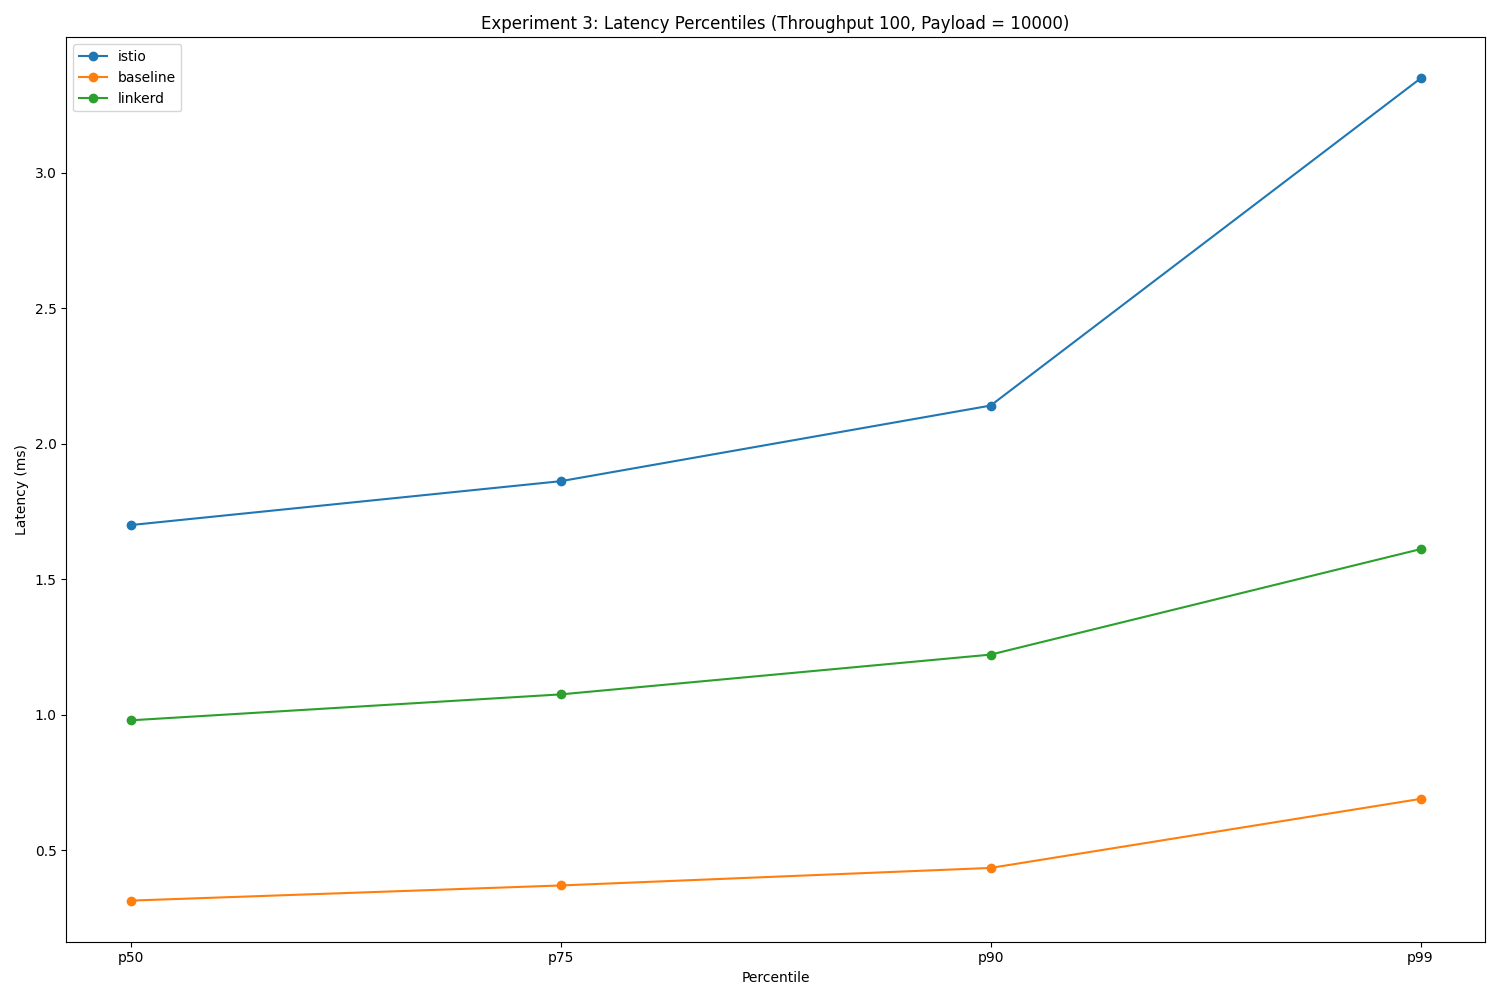 Experiment 3: Latency Percentiles (Throughput 100, Payload = 10000)
istio
baseline
linkerd
Latency (ms)
3.0
2.5
2.0
1.5
1.0
0.5
p50
p75
p90
p99
Percentile